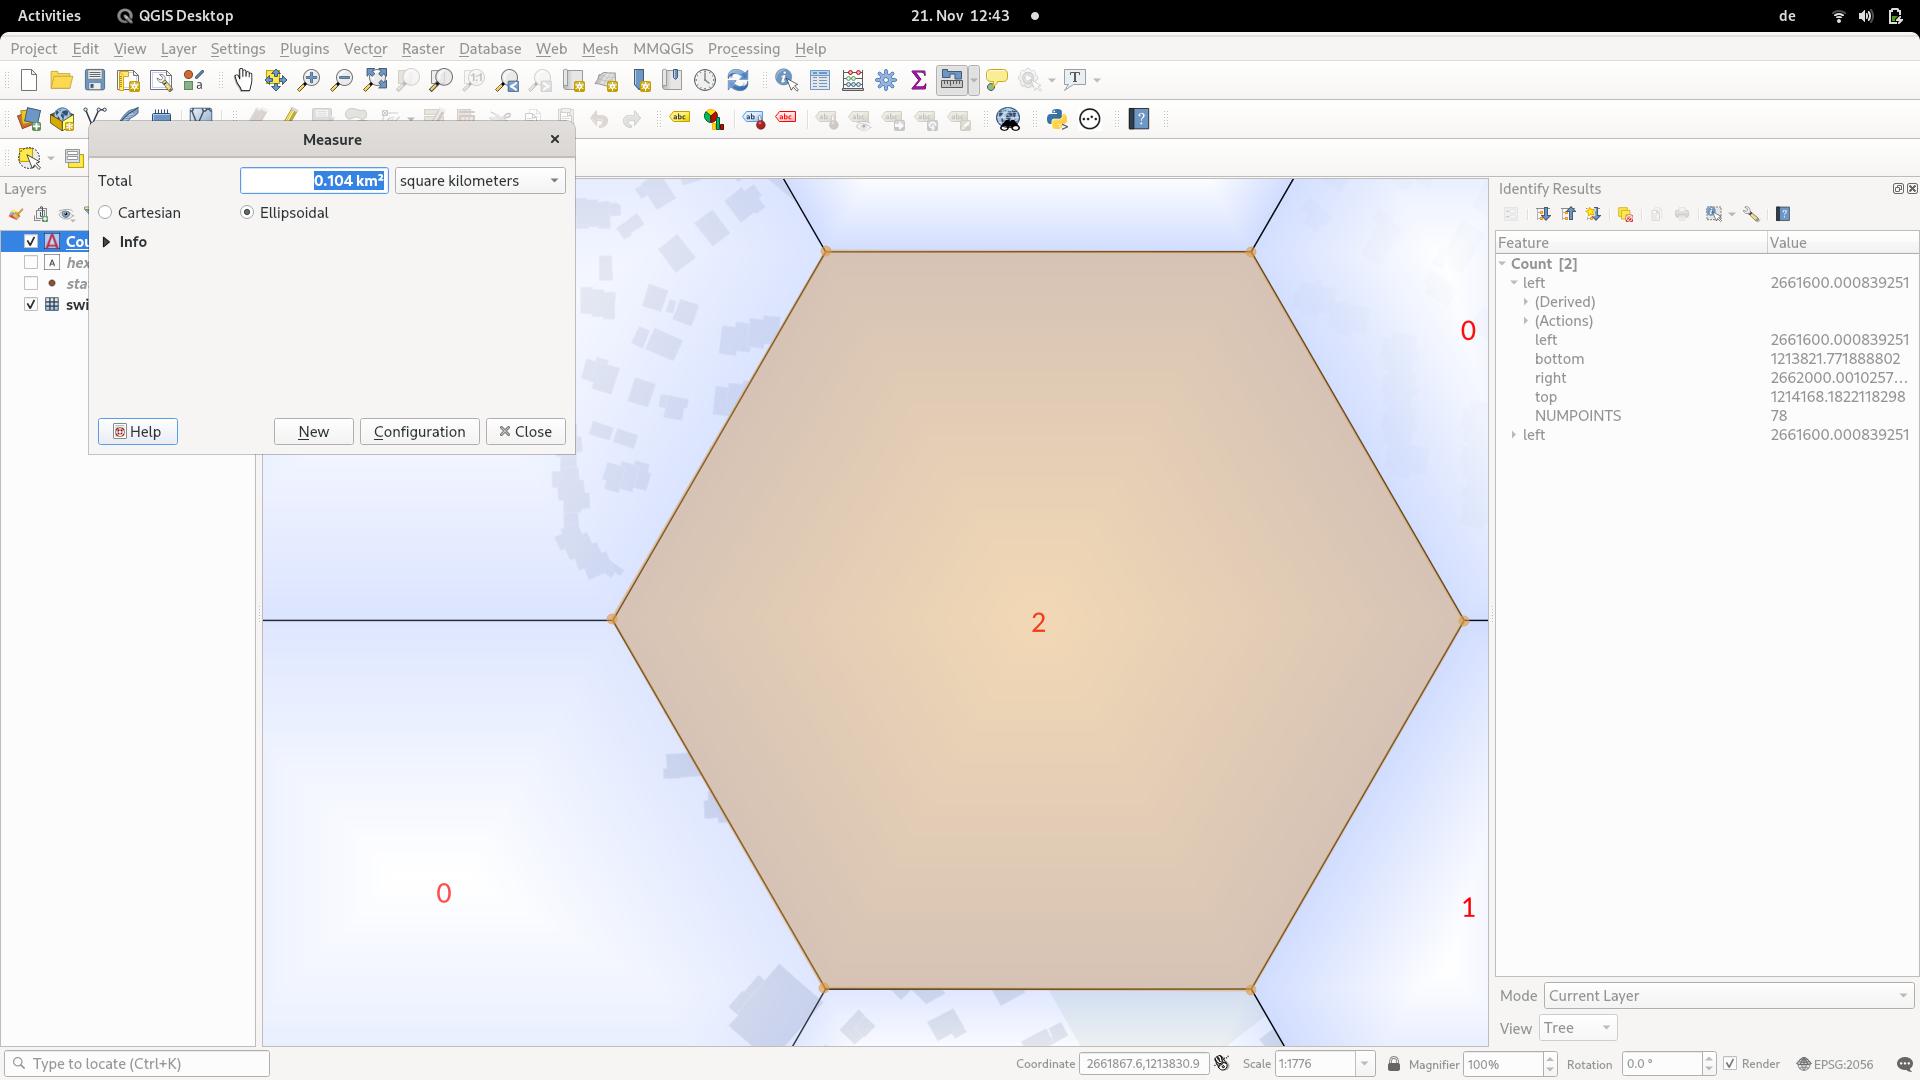 Activities QGIS Desktop 21. Nov 12:43 de
Project Edit View Layer Settings Plugins Vector Raster Database Web Mesh MMQGIS Processing Help
Measure
Total 0.104 km² square kilometers
Cartesian Ellipsoidal
Info
Help New Configuration Close
Layers
Cou
hex
sta
swi
0
2
0
1
Identify Results
Feature Value
Count [2]
left 2661600.000839251
(Derived)
(Actions)
left 2661600.000839251
bottom 1213821.771888802
right 2662000.0010257...
top 1214168.1822118298
NUMPOINTS 78
left 2661600.000839251
Mode Current Layer
View Tree
Type to locate (Ctrl+K) Coordinate 2661867.6,1213830.9 Scale 1:1776 Magnifier 100% Rotation 0.0 ° Render EPSG:2056